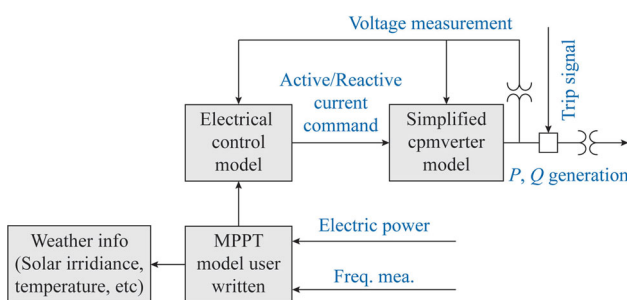 Voltage measurement
Active/Reactive
current
command
Trip signal
Electrical
control
model
Simplified
cpmverter
model
P, Q generation
Electric power
Weather info
(Solar irridiance,
temperature, etc)
MPPT
model user
written
Freq. mea.